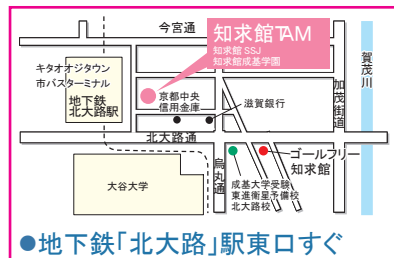 今宮通
知求館TAM
知求館 SSJ
知求館成基学園
賀茂川
キタオオジタウン
市バスターミナル
地下鉄
北大路駅
京都中央
信用金庫
滋賀銀行
加茂街道
北大路通
ゴールフリー
知求館
烏丸通
大谷大学
成基大学受験
東進衛星予備校
北大路校
●地下鉄「北大路」駅東口すぐ